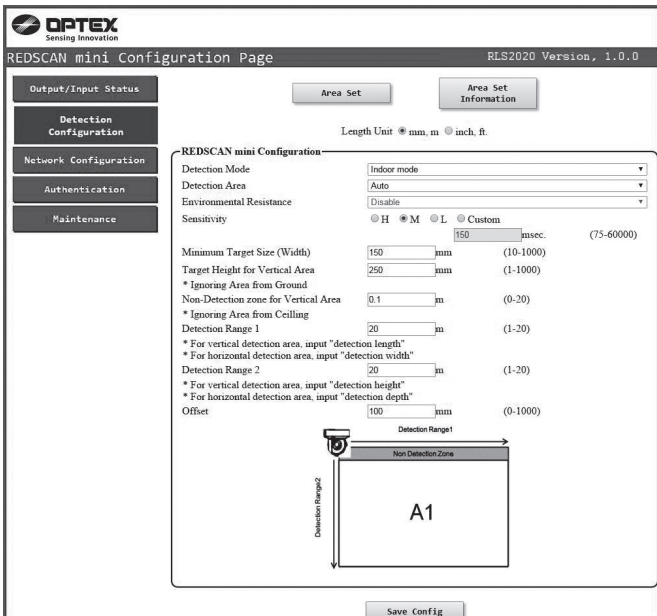 OPTEX
Sensing Innovation
REDSCAN mini Configuration Page
RLS2020 Version, 1.0.0
Output/Input Status
Detection
Configuration
Network Configuration
Authentication
Maintenance
Area Set
Area Set
Information
Length Unit mm, m inch, ft.
REDSCAN mini Configuration
Detection Mode Indoor mode
Detection Area Auto
Environmental Resistance Disable
Sensitivity H M L Custom
150 msec. (75-60000)
Minimum Target Size (Width) 150 mm (10-1000)
Target Height for Vertical Area 250 mm (1-1000)
* Ignoring Area from Ground
Non-Detection zone for Vertical Area 0.1 m (0-20)
* Ignoring Area from Ceilling
Detection Range 1 20 m (1-20)
* For vertical detection area, input "detection length"
* For horizontal detection area, input "detection width"
Detection Range 2 20 m (1-20)
* For vertical detection area, input "detection height"
* For horizontal detection area, input "detection depth"
Offset 100 mm (0-1000)
Detection Range1
Non Detection Zone
Detection Range2
A1
Save Config